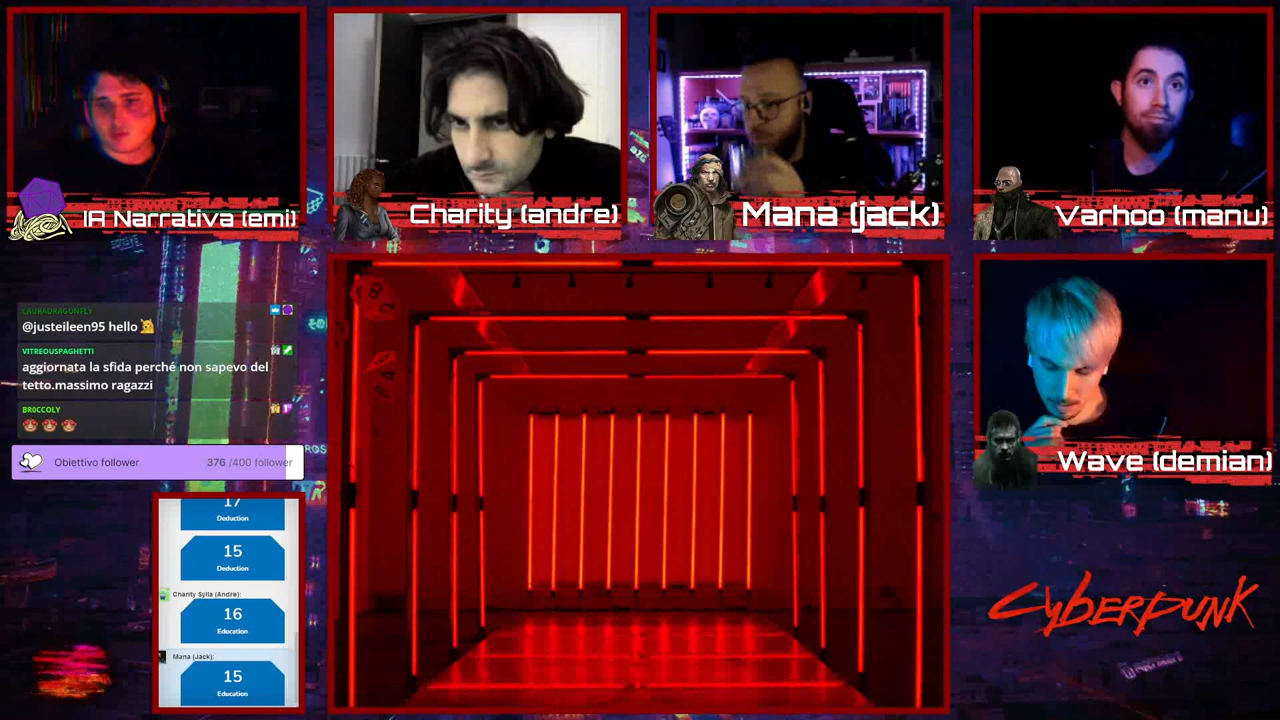 IA Narrativa (emi)
Charity (andre)
Mana (jack)
Varhoo (manu)
LAURADRAGONFLY
@justeileen95 hello
VITREOUSPAGHETTI
aggiornata la sfida perché non sapevo del
tetto.massimo ragazzi
BR0CCOLY
Obiettivo follower
376 /400 follower
Wave (demian)
17
Deduction
15
Deduction
Charity Sylla (Andre):
16
Education
Mana (Jack):
15
Education
CYBERPUNK